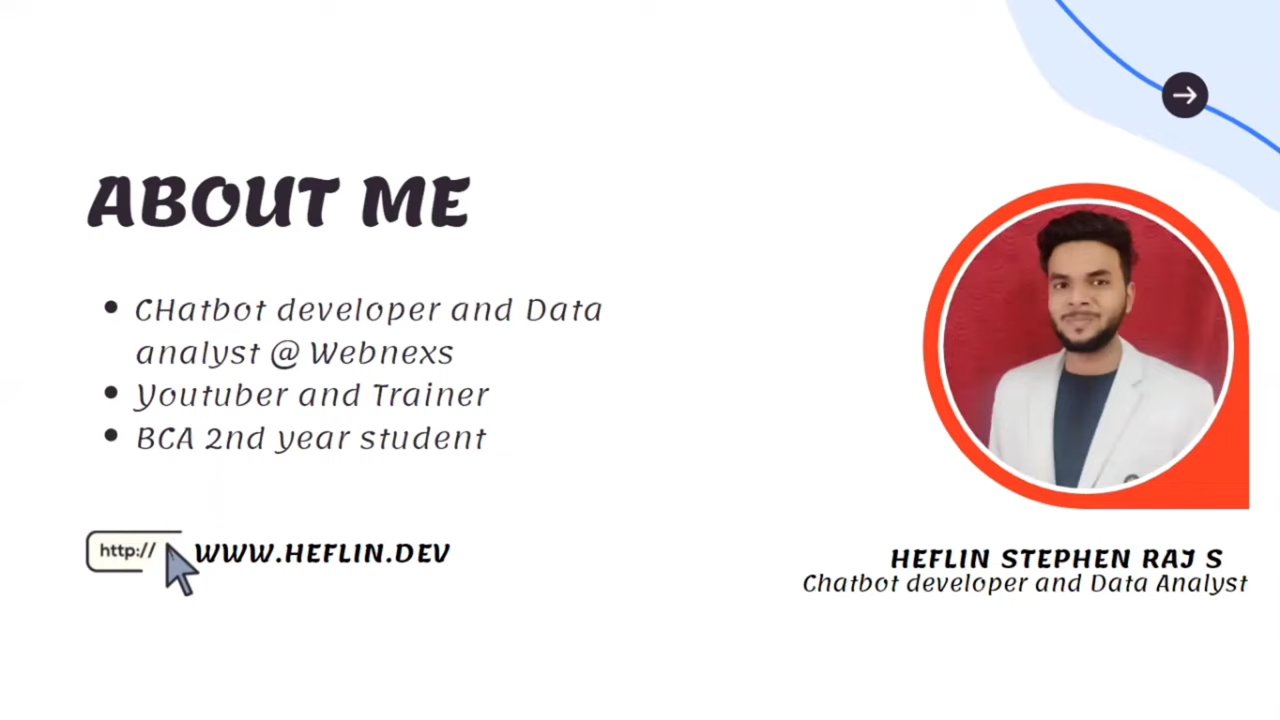 ABOUT ME
CHatbot developer and Data
analyst @ Webnexs
Youtuber and Trainer
BCA 2nd year student
http://
WWW.HEFLIN.DEV
HEFLIN STEPHEN RAJ S
Chatbot developer and Data Analyst